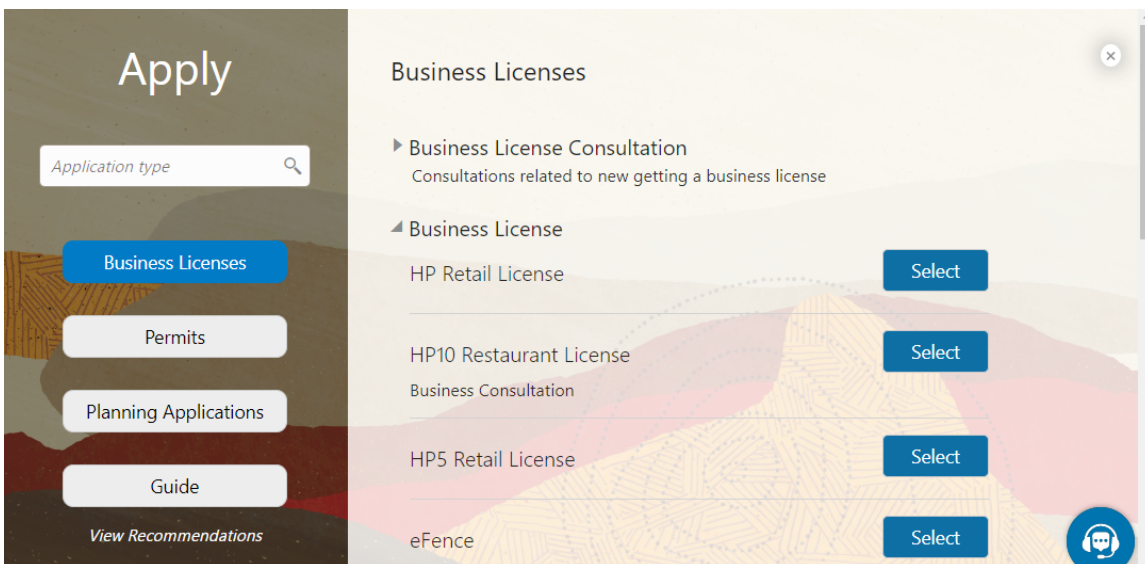 Apply
Application type
Business Licenses
Permits
Planning Applications
Guide
View Recommendations
Business Licenses
Business License Consultation
Consultations related to new getting a business license
Business License
HP Retail License
Select
HP10 Restaurant License
Select
Business Consultation
HP5 Retail License
Select
eFence
Select